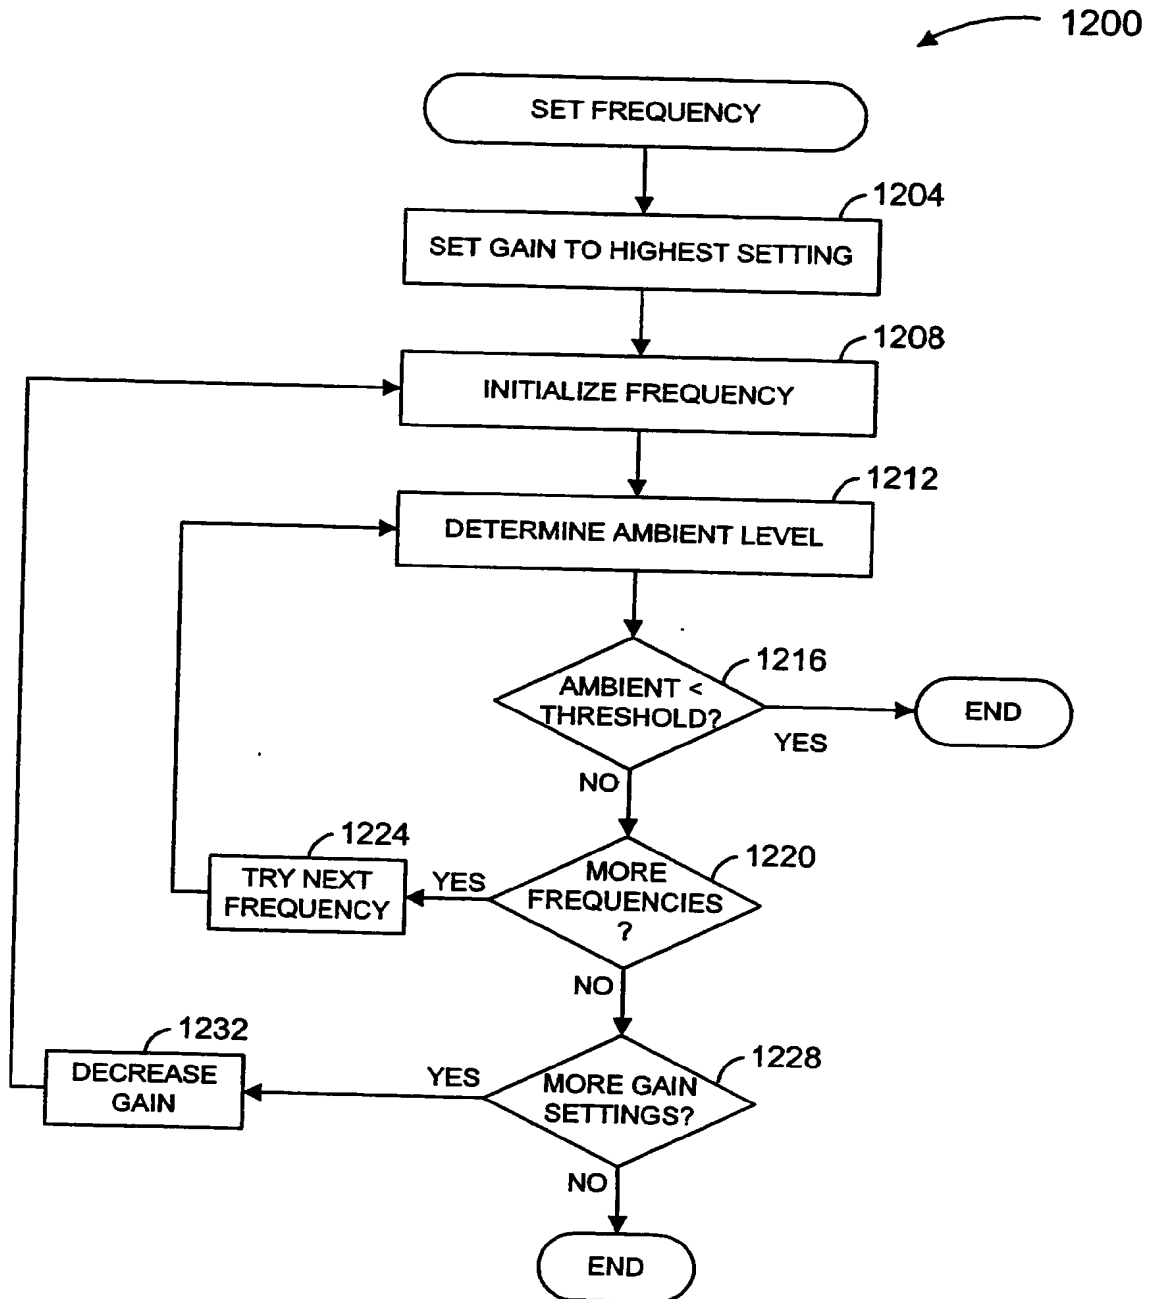 1200
SET FREQUENCY
1204
SET GAIN TO HIGHEST SETTING
1208
INITIALIZE FREQUENCY
1212
DETERMINE AMBIENT LEVEL
1216
AMBIENT <
THRESHOLD?
END
YES
NO
1224
TRY NEXT
FREQUENCY
YES
1220
MORE
FREQUENCIES
?
NO
1232
DECREASE
GAIN
YES
1228
MORE GAIN
SETTINGS?
NO
END